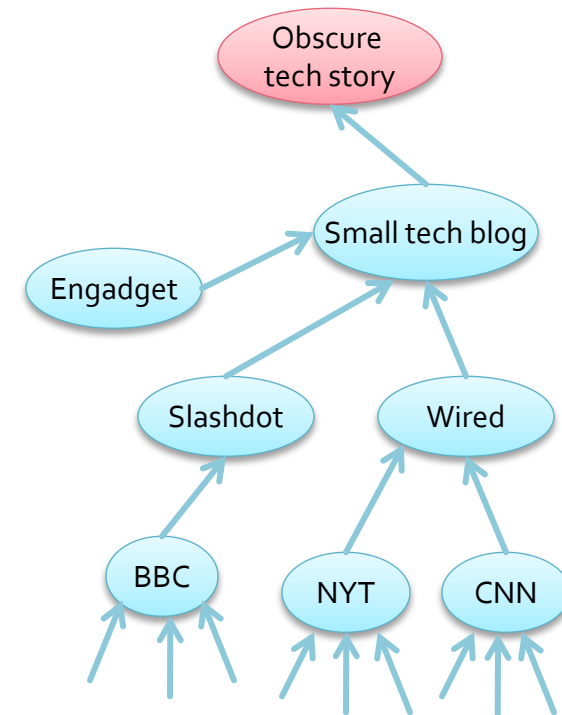 Obscure
tech story
Small tech blog
Engadget
Slashdot
Wired
BBC
NYT
CNN